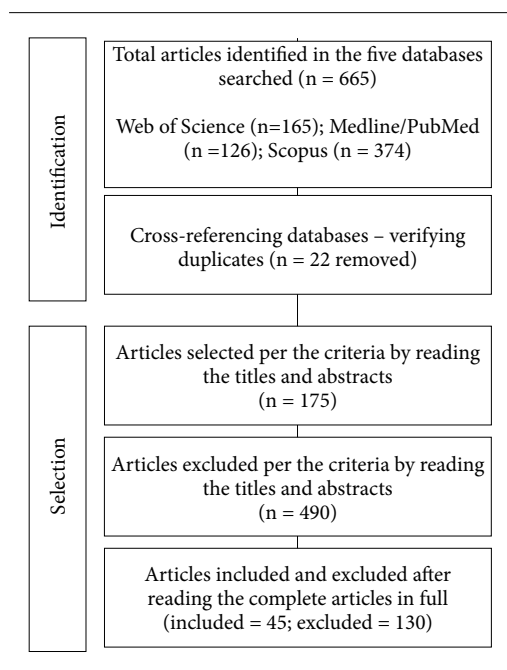 Identification
Total articles identified in the five databases
searched (n = 665)
Web of Science (n=165); Medline/PubMed
(n =126); Scopus (n = 374)
Cross-referencing databases – verifying
duplicates (n = 22 removed)
Selection
Articles selected per the criteria by reading
the titles and abstracts
(n = 175)
Articles excluded per the criteria by reading
the titles and abstracts
(n = 490)
Articles included and excluded after
reading the complete articles in full
(included = 45; excluded = 130)